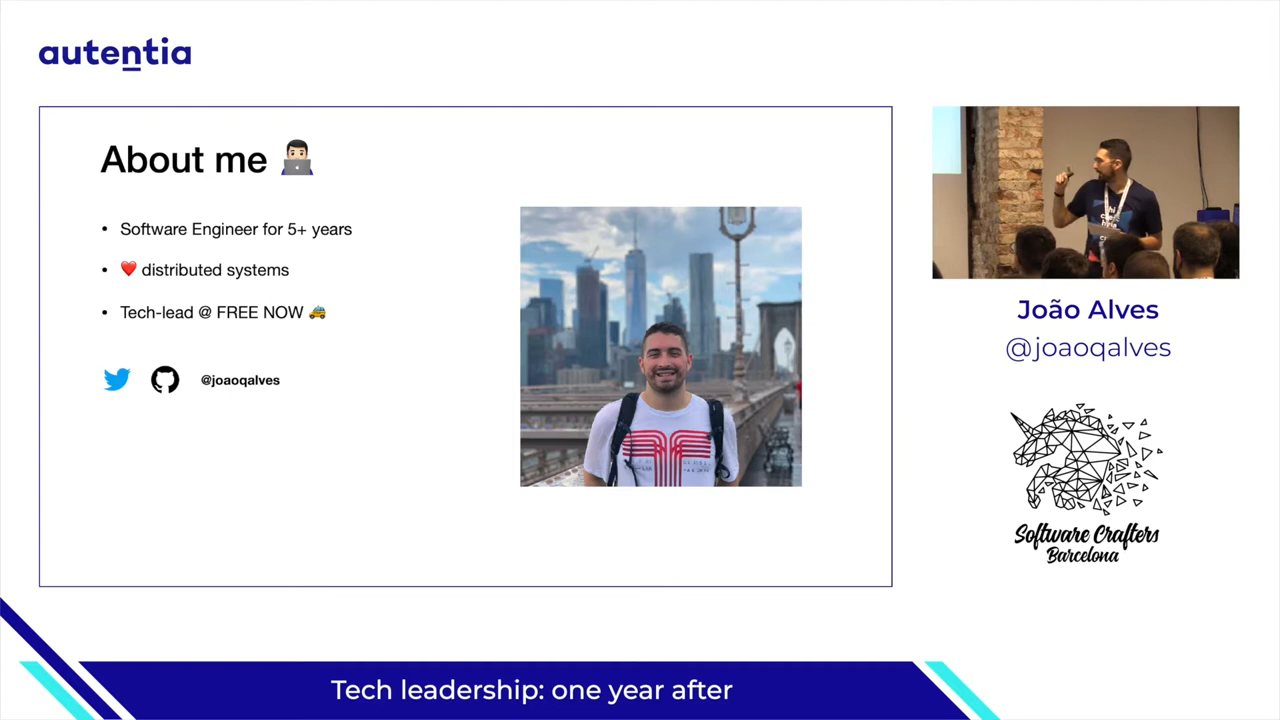 autentia
About me
Software Engineer for 5+ years
❤️ distributed systems
Tech-lead @ FREE NOW 🚕
@joaoqalves
João Alves
@joaoqalves
Software Crafters
Barcelona
Tech leadership: one year after